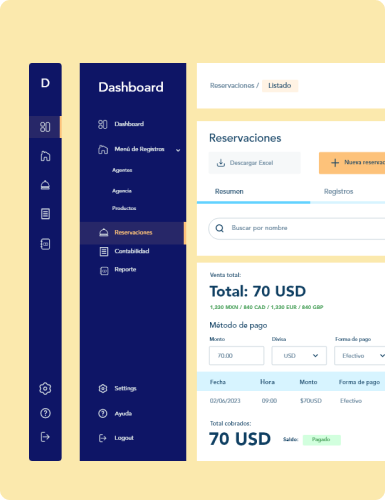 D
Dashboard
Dashboard
Menú de Registros
Agentes
Agencia
Productos
Reservaciones
Contabilidad
Reporte
Settings
Ayuda
Logout
Reservaciones / Listado
Reservaciones
Descargar Excel
Nueva reservac
Resumen Registros
Buscar por nombre
Venta total:
Total: 70 USD
1,330 MXN / 840 CAD / 1,330 EUR / 840 GBP
Método de pago
Monto Divisa Forma de pago
70.00 USD Efectivo
Fecha Hora Monto Forma de pago
02/06/2023 09:00 $70USD Efectivo
Total cobrados:
70 USD Saldo: Pagado